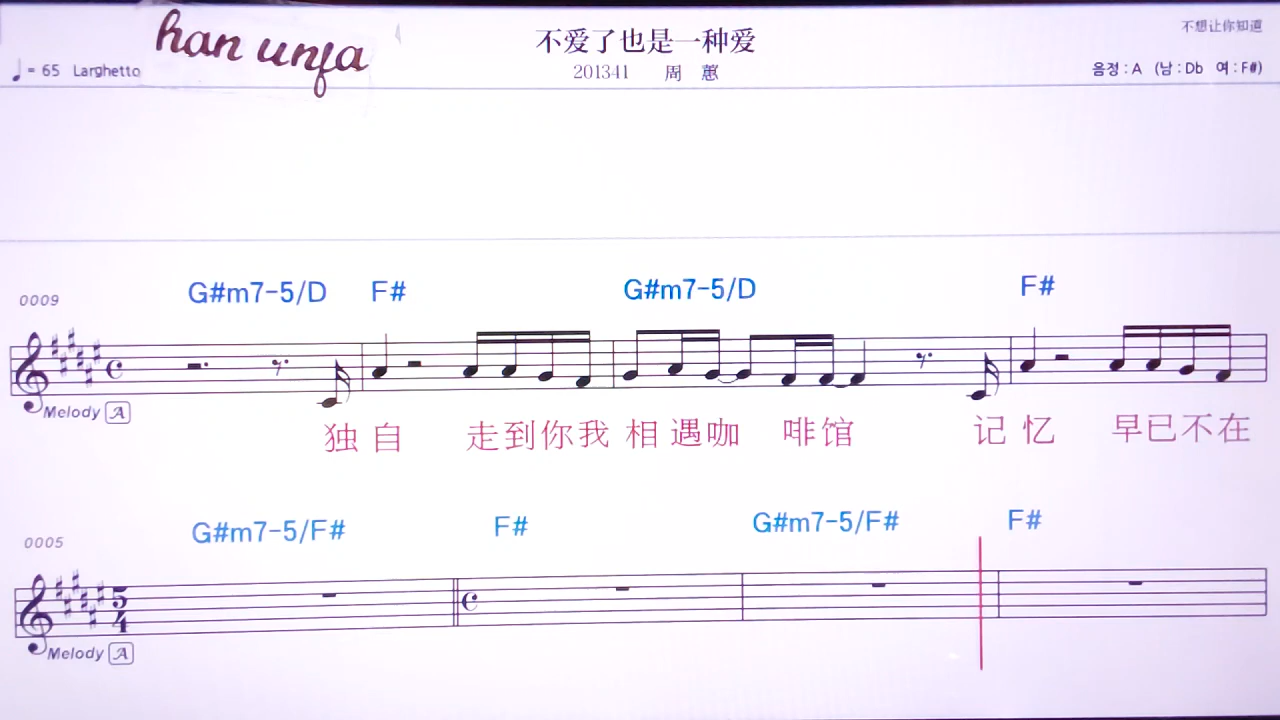 han unfa
不爱了也是一种爱
不想让你知道
♩= 65 Larghetto
201341 周 蕙
음정 : A (남 : Db 여 : F#)
0009
G#m7-5/D F# G#m7-5/D F#
Melody A
独 自 走到你我 相 遇咖 啡馆 记 忆 早已不在
0005
G#m7-5/F# F# G#m7-5/F# F#
5
4
Melody A